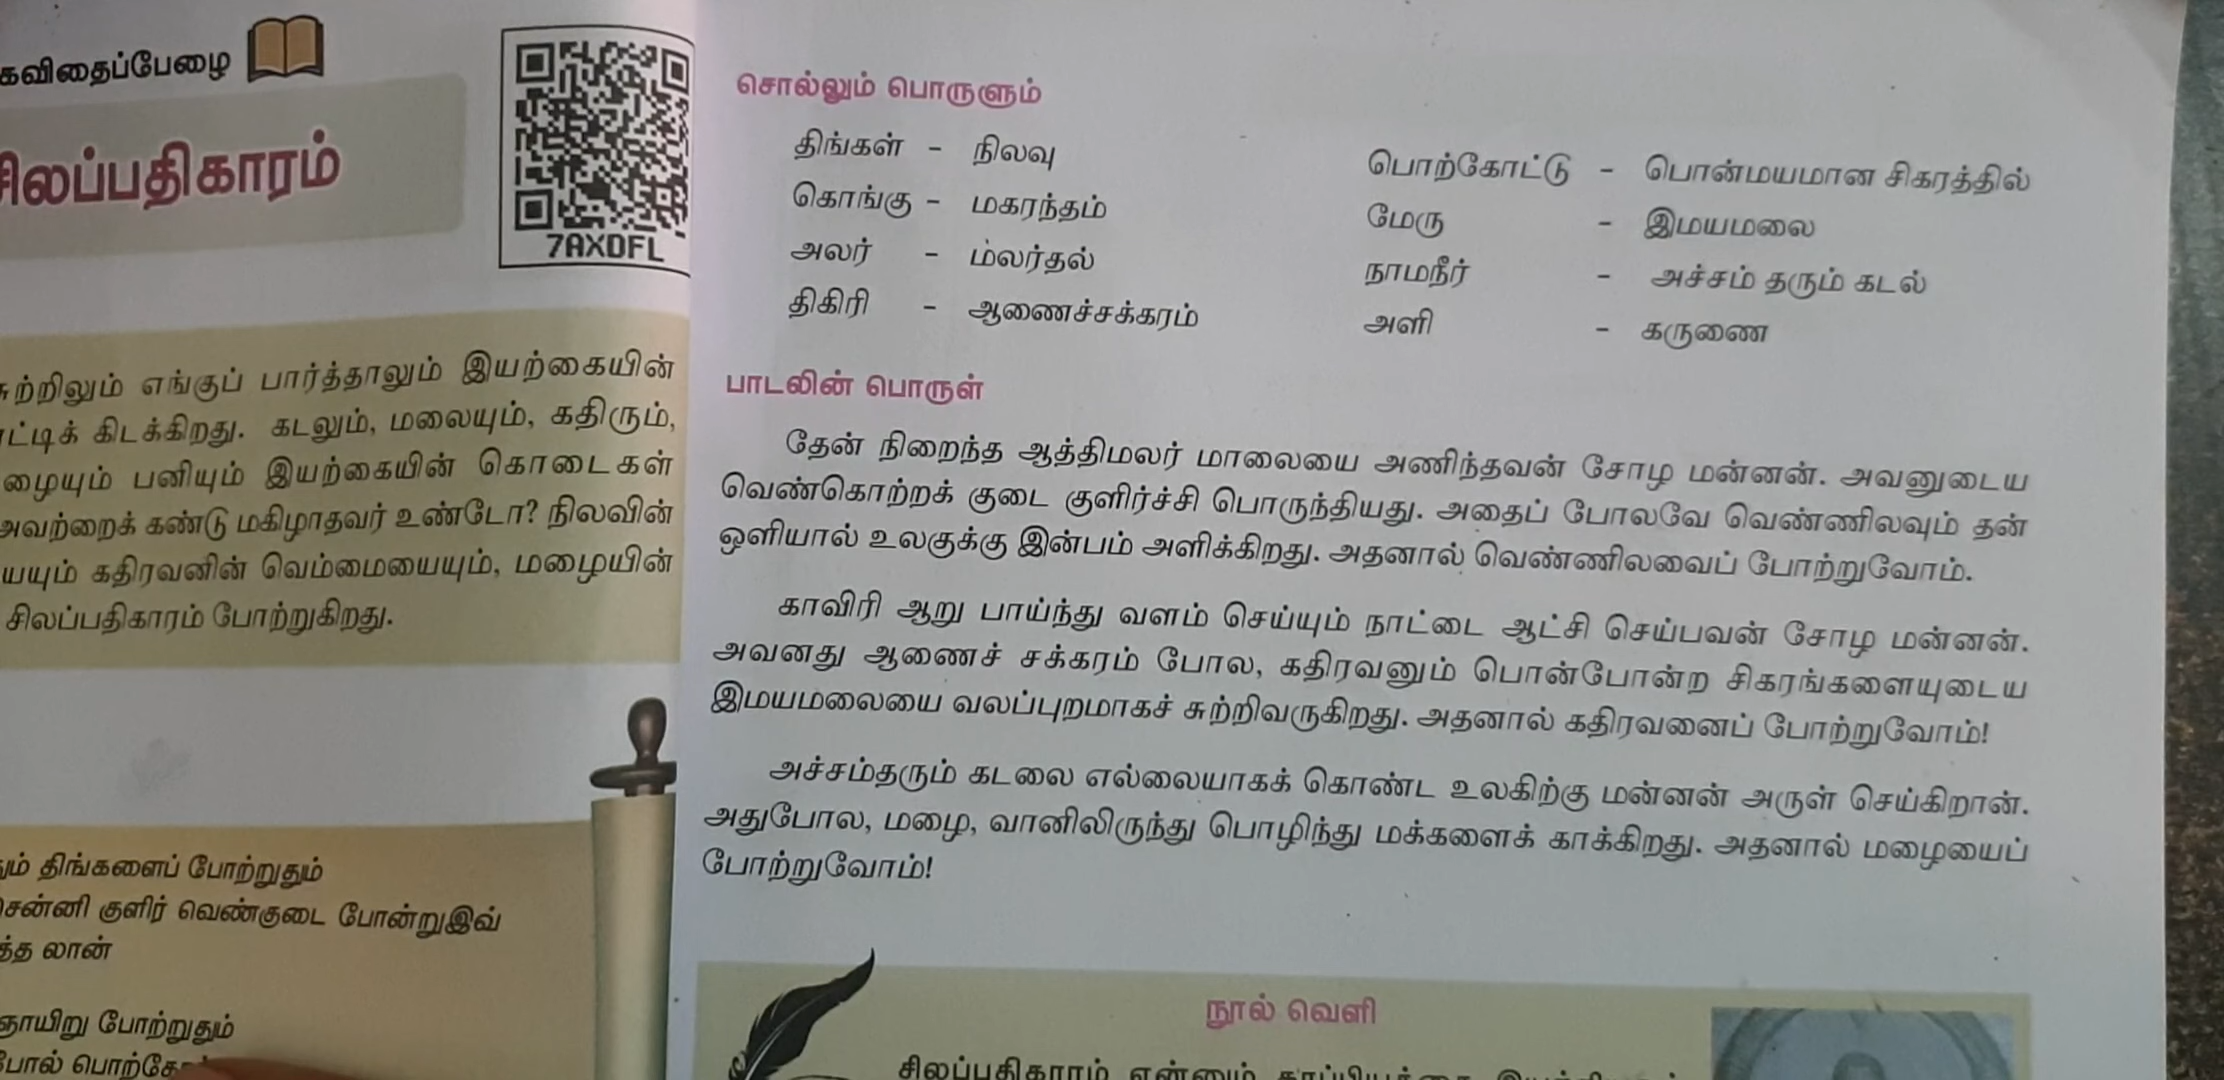 கவிதைப்பேழை
சிலப்பதிகாரம்
7AXDFL
சுற்றிலும் எங்குப் பார்த்தாலும் இயற்கையின்
கிடக்கிறது. கடலும், மலையும், கதிரும்,
பனியும் இயற்கையின் கொடைகள்
அவற்றைக் கண்டு மகிழாதவர் உண்டோ? நிலவின்
கதிரவனின் வெம்மையையும், மழையின்
சிலப்பதிகாரம் போற்றுகிறது.
திங்களைப் போற்றுதும்
சென்னி குளிர் வெண்குடை போன்றுஇவ்
லான்
ஞாயிறு போற்றுதும்
போல்
சொல்லும் பொருளும்
திங்கள் - நிலவு
கொங்கு - மகரந்தம்
அலர் - மலர்தல்
திகிரி - ஆணைச்சக்கரம்
பொற்கோட்டு - பொன்மயமான சிகரத்தில்
மேரு - இமயமலை
நாமநீர் - அச்சம் தரும் கடல்
அளி - கருணை
பாடலின் பொருள்
தேன் நிறைந்த ஆத்திமலர் மாலையை அணிந்தவன் சோழ மன்னன். அவனுடைய
வெண்கொற்றக் குடை குளிர்ச்சி பொருந்தியது. அதைப் போலவே வெண்ணிலவும் தன்
ஒளியால் உலகுக்கு இன்பம் அளிக்கிறது. அதனால் வெண்ணிலவைப் போற்றுவோம்.
காவிரி ஆறு பாய்ந்து வளம் செய்யும் நாட்டை ஆட்சி செய்பவன் சோழ மன்னன்.
அவனது ஆணைச் சக்கரம் போல, கதிரவனும் பொன்போன்ற சிகரங்களையுடைய
இமயமலையை வலப்புறமாகச் சுற்றிவருகிறது. அதனால் கதிரவனைப் போற்றுவோம்!
அச்சம்தரும் கடலை எல்லையாகக் கொண்ட உலகிற்கு மன்னன் அருள் செய்கிறான்.
அதுபோல, மழை, வானிலிருந்து பொழிந்து மக்களைக் காக்கிறது. அதனால் மழையைப்
போற்றுவோம்!
நூல் வெளி
சிலப்பதிகாரம் என்னும்